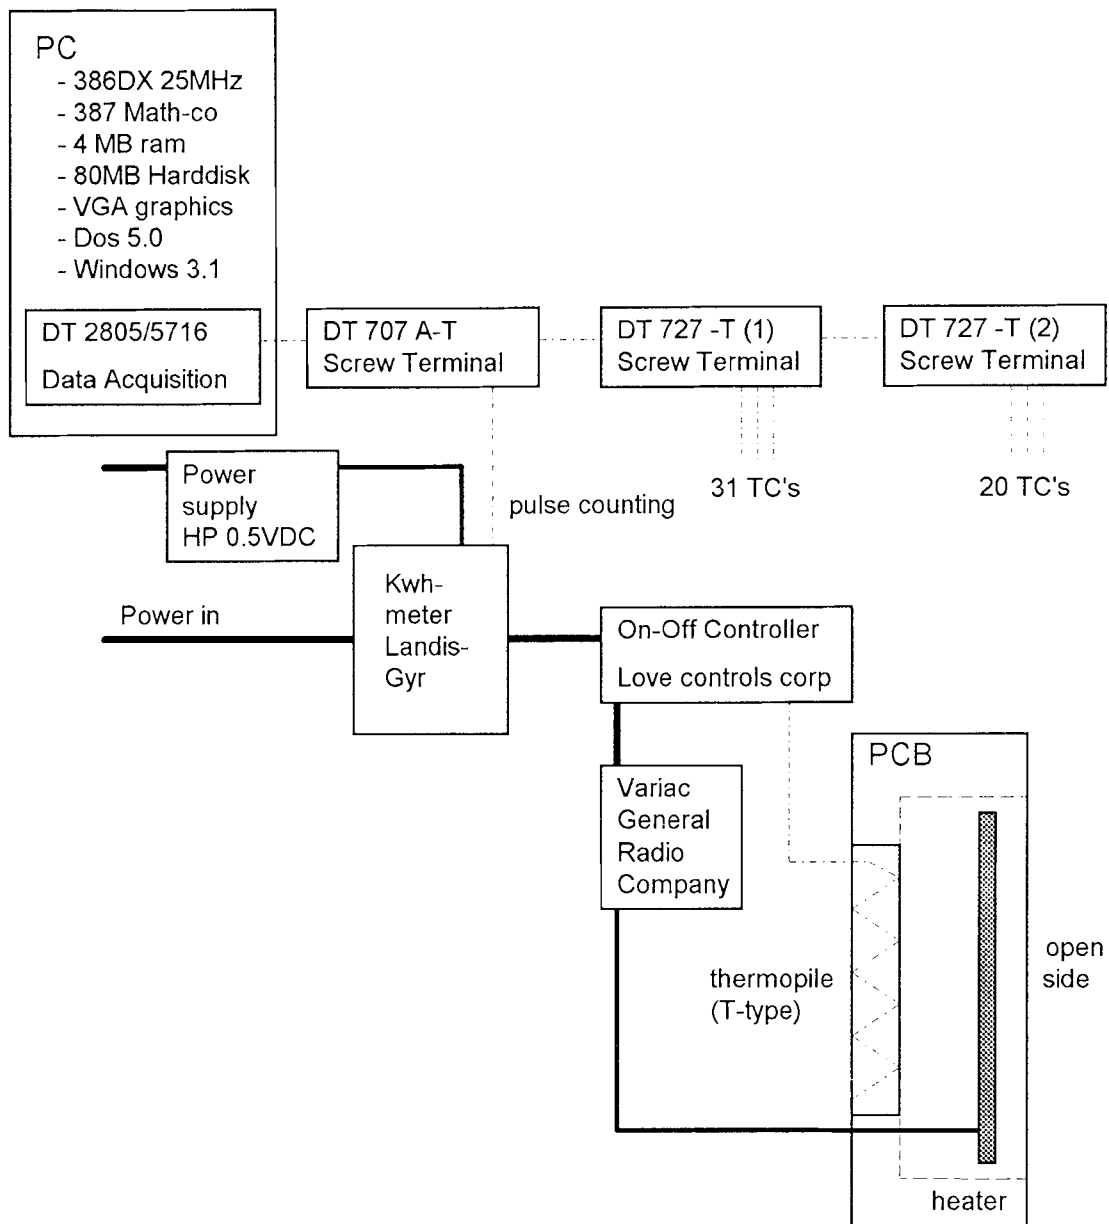 PC
- 386DX 25MHz
- 387 Math-co
- 4 MB ram
- 80MB Harddisk
- VGA graphics
- Dos 5.0
- Windows 3.1
DT 2805/5716
Data Acquisition
DT 707 A-T
Screw Terminal
DT 727 -T (1)
Screw Terminal
DT 727 -T (2)
Screw Terminal
31 TC's
20 TC's
pulse counting
Power
supply
HP 0.5VDC
Power in
Kwh-
meter
Landis-
Gyr
On-Off Controller
Love controls corp
Variac
General
Radio
Company
PCB
thermopile
(T-type)
open
side
heater